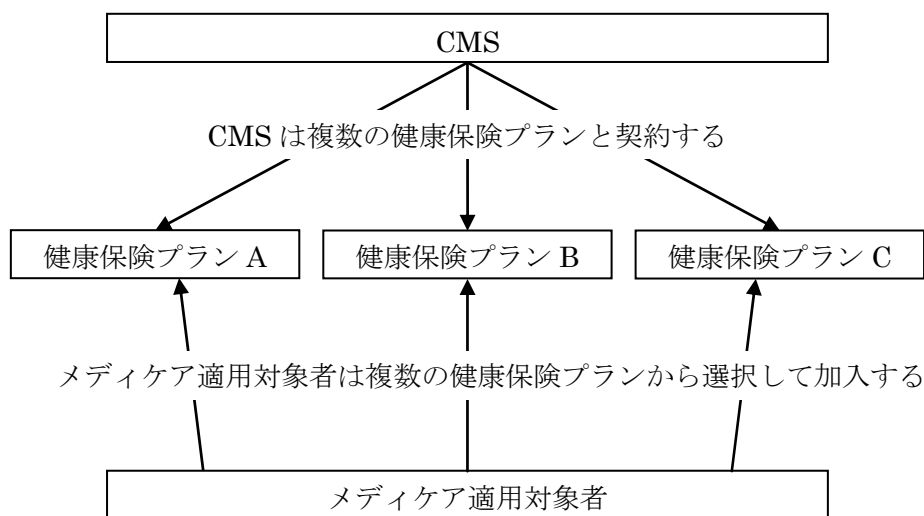 CMS
CMS は複数の健康保険プランと契約する
健康保険プラン A
健康保険プラン B
健康保険プラン C
メディケア適用対象者は複数の健康保険プランから選択して加入する
メディケア適用対象者